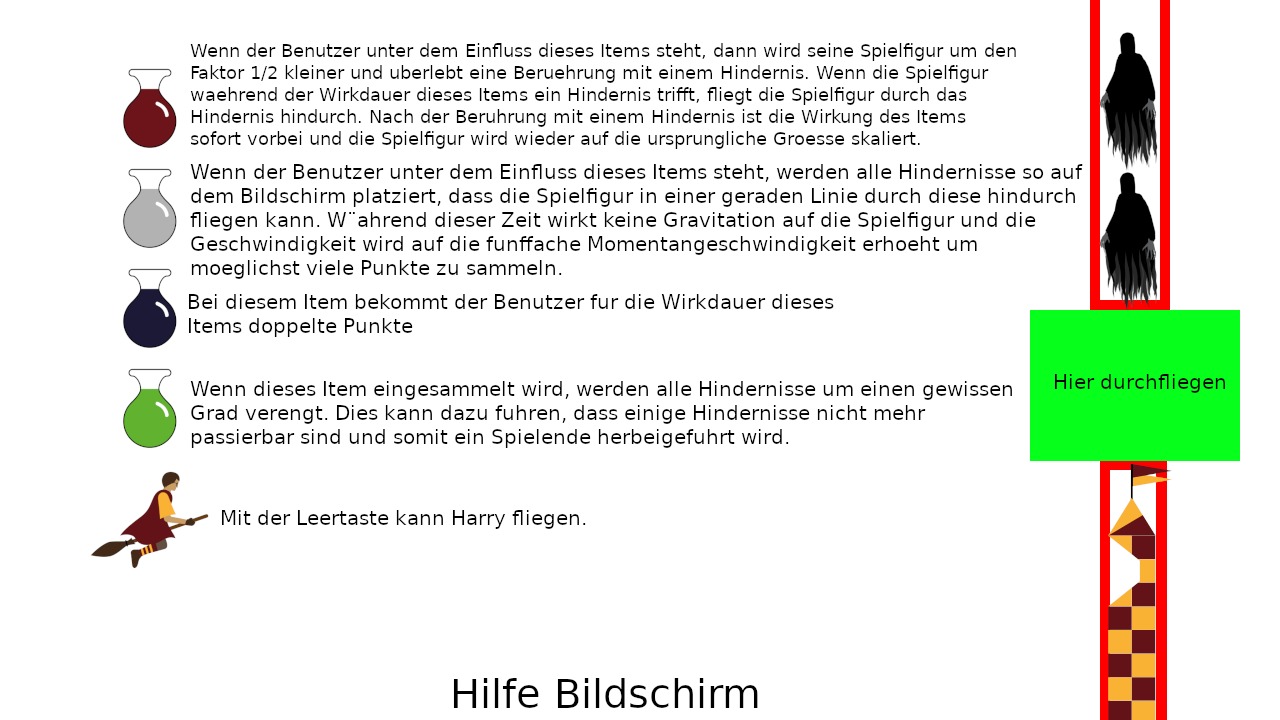 Wenn der Benutzer unter dem Einfluss dieses Items steht, dann wird seine Spielfigur um den
Faktor 1/2 kleiner und uberlebt eine Beruehrung mit einem Hindernis. Wenn die Spielfigur
waehrend der Wirkdauer dieses Items ein Hindernis trifft, fliegt die Spielfigur durch das
Hindernis hindurch. Nach der Beruhrung mit einem Hindernis ist die Wirkung des Items
sofort vorbei und die Spielfigur wird wieder auf die ursprungliche Groesse skaliert.
Wenn der Benutzer unter dem Einfluss dieses Items steht, werden alle Hindernisse so auf
dem Bildschirm platziert, dass die Spielfigur in einer geraden Linie durch diese hindurch
fliegen kann. W¨ahrend dieser Zeit wirkt keine Gravitation auf die Spielfigur und die
Geschwindigkeit wird auf die funffache Momentangeschwindigkeit erhoeht um
moeglichst viele Punkte zu sammeln.
Bei diesem Item bekommt der Benutzer fur die Wirkdauer dieses
Items doppelte Punkte
Wenn dieses Item eingesammelt wird, werden alle Hindernisse um einen gewissen
Grad verengt. Dies kann dazu fuhren, dass einige Hindernisse nicht mehr
passierbar sind und somit ein Spielende herbeigefuhrt wird.
Hier durchfliegen
Mit der Leertaste kann Harry fliegen.
Hilfe Bildschirm